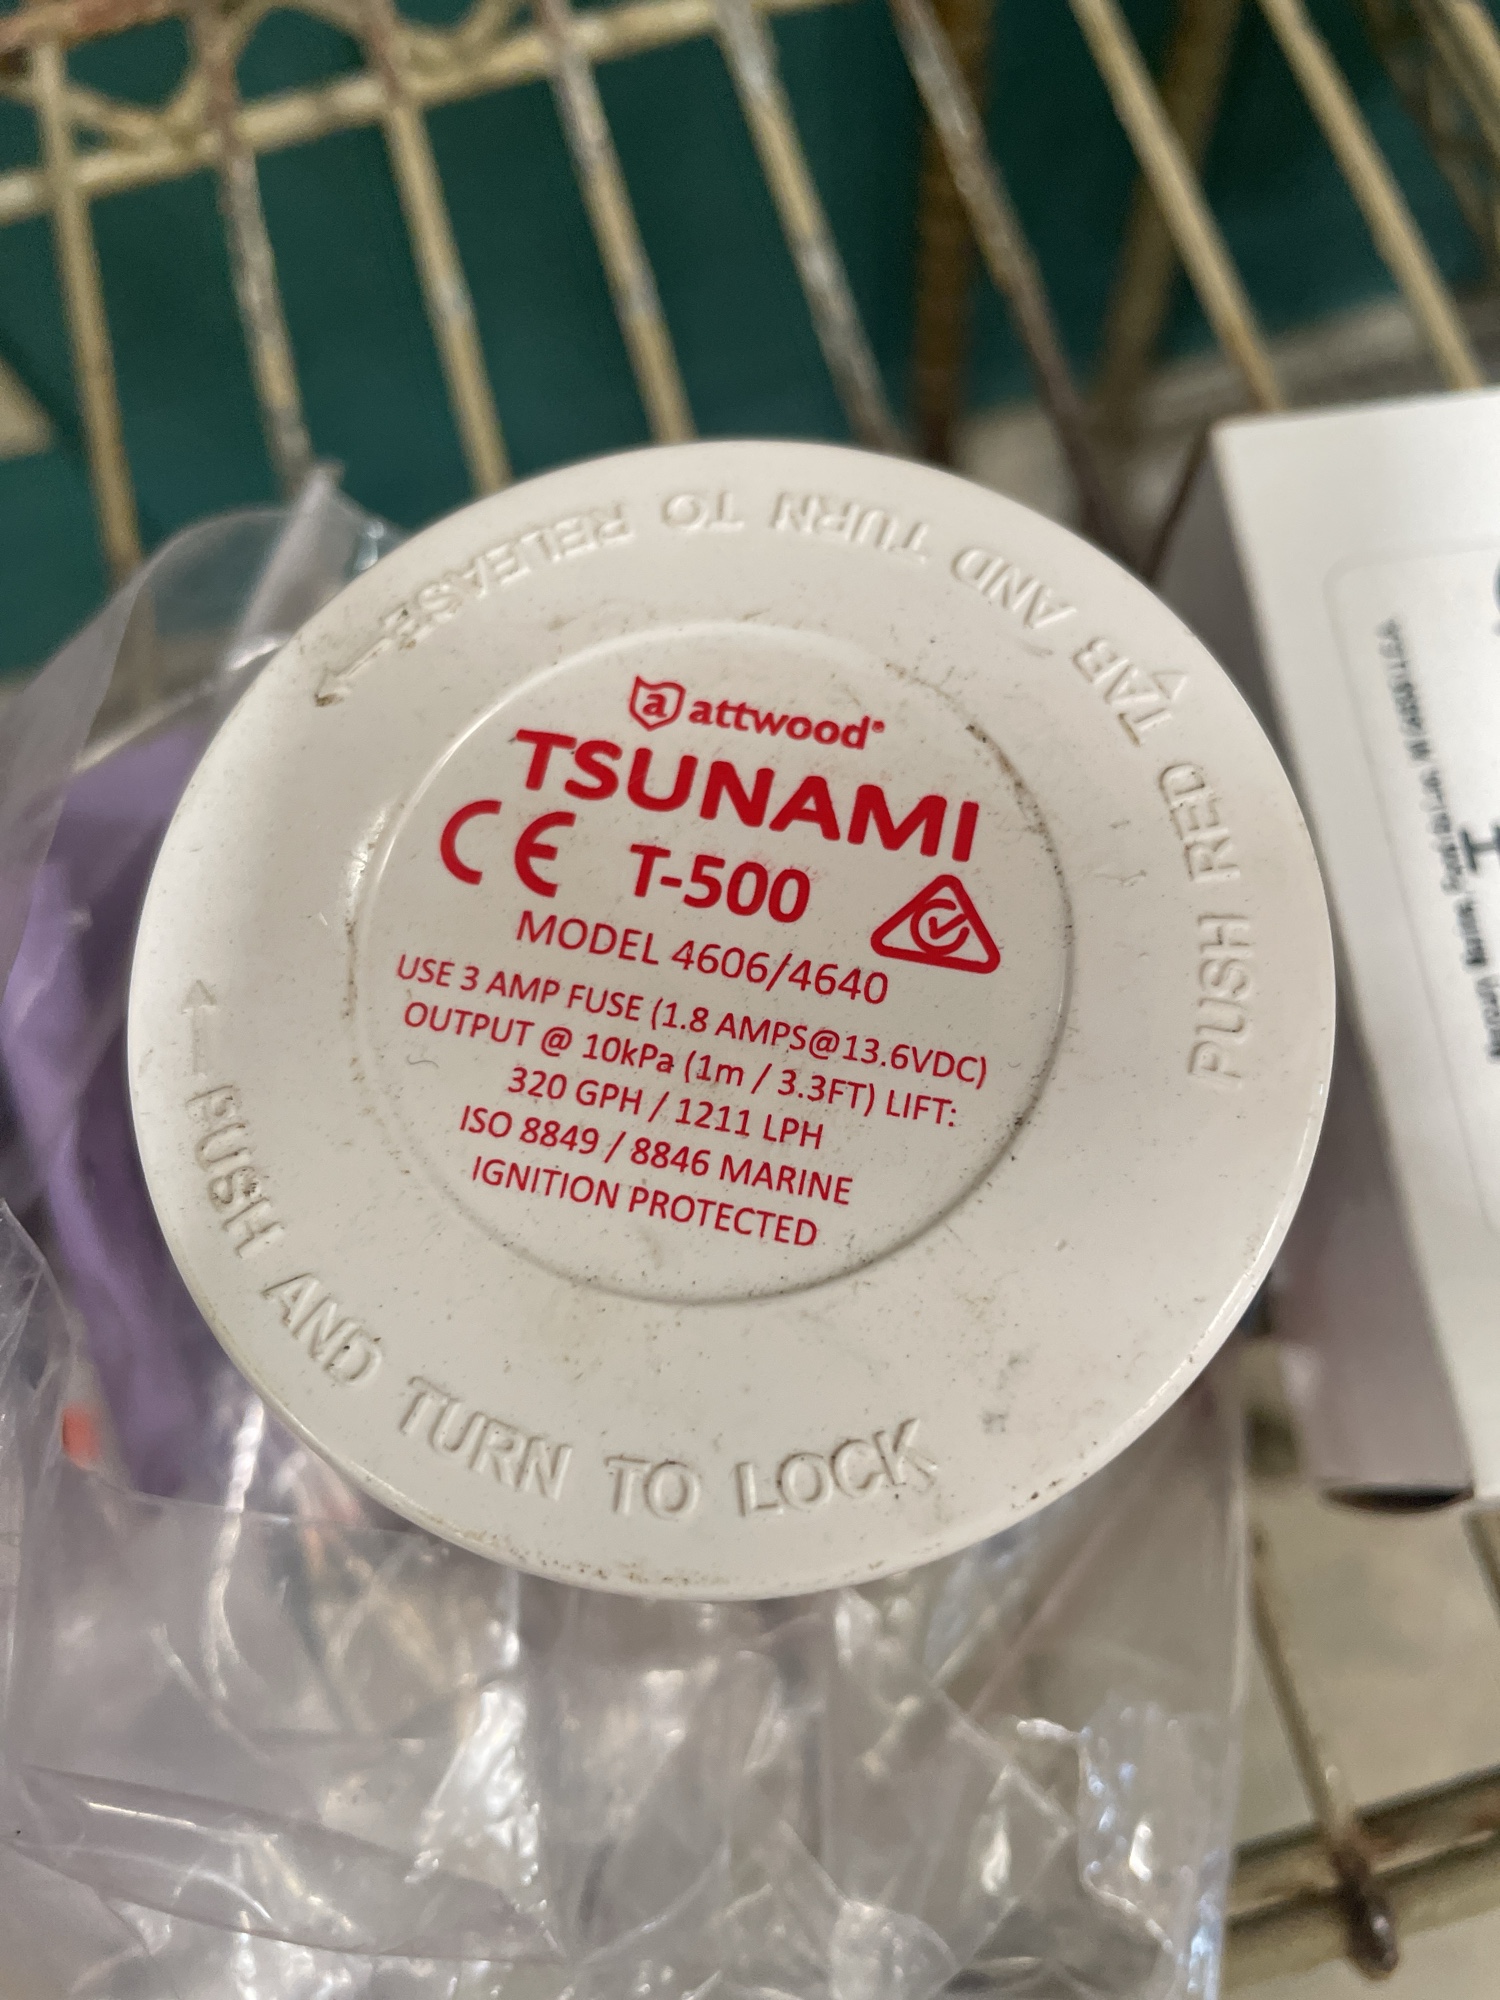 PUSH RED TAB AND TURN TO RELEASE
a attwood®
TSUNAMI
CE T-500
MODEL 4606/4640
USE 3 AMP FUSE (1.8 AMPS@13.6VDC)
OUTPUT @ 10kPa (1m / 3.3FT) LIFT:
320 GPH / 1211 LPH
ISO 8849 / 8846 MARINE
IGNITION PROTECTED
PUSH AND TURN TO LOCK